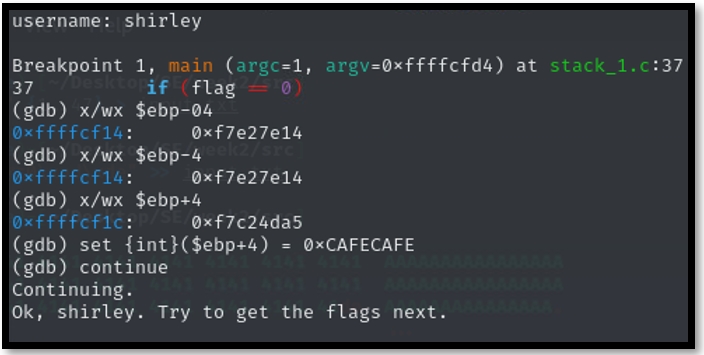 username: shirley
Breakpoint 1, main (argc=1, argv=0×ffffcfd4) at stack_1.c:37
37 if (flag == 0)
(gdb) x/wx $ebp-04
0×ffffcf14: 0×f7e27e14
(gdb) x/wx $ebp-4
0×ffffcf14: 0×f7e27e14
(gdb) x/wx $ebp+4
0×ffffcf1c: 0×f7c24da5
(gdb) set {int}($ebp+4) = 0×CAFECAFE
(gdb) continue
Continuing.
Ok, shirley. Try to get the flags next.